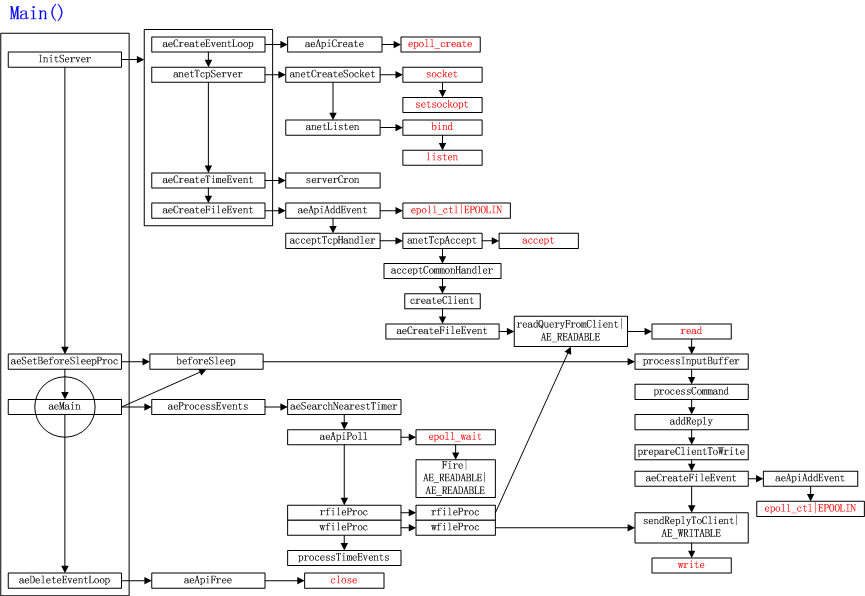 Main()
InitServer
aeCreateEventLoop
aeApiCreate
epoll_create
anetTcpServer
anetCreateSocket
socket
setsockopt
anetListen
bind
listen
aeCreateTimeEvent
serverCron
aeCreateFileEvent
aeApiAddEvent
epoll_ctl|EPOOLIN
acceptTcpHandler
anetTcpAccept
accept
acceptCommonHandler
createClient
aeCreateFileEvent
readQueryFromClient|
AE_READABLE
read
aeSetBeforeSleepProc
beforeSleep
processInputBuffer
processCommand
aeMain
aeProcessEvents
aeSearchNearestTimer
addReply
aeApiPoll
epoll_wait
prepareClientToWrite
Fire|
AE_READABLE|
AE_READABLE
aeCreateFileEvent
aeApiAddEvent
epoll_ctl|EPOOLIN
rfileProc
rfileProc
wfileProc
wfileProc
sendReplyToClient|
AE_WRITABLE
processTimeEvents
write
aeDeleteEventLoop
aeApiFree
close